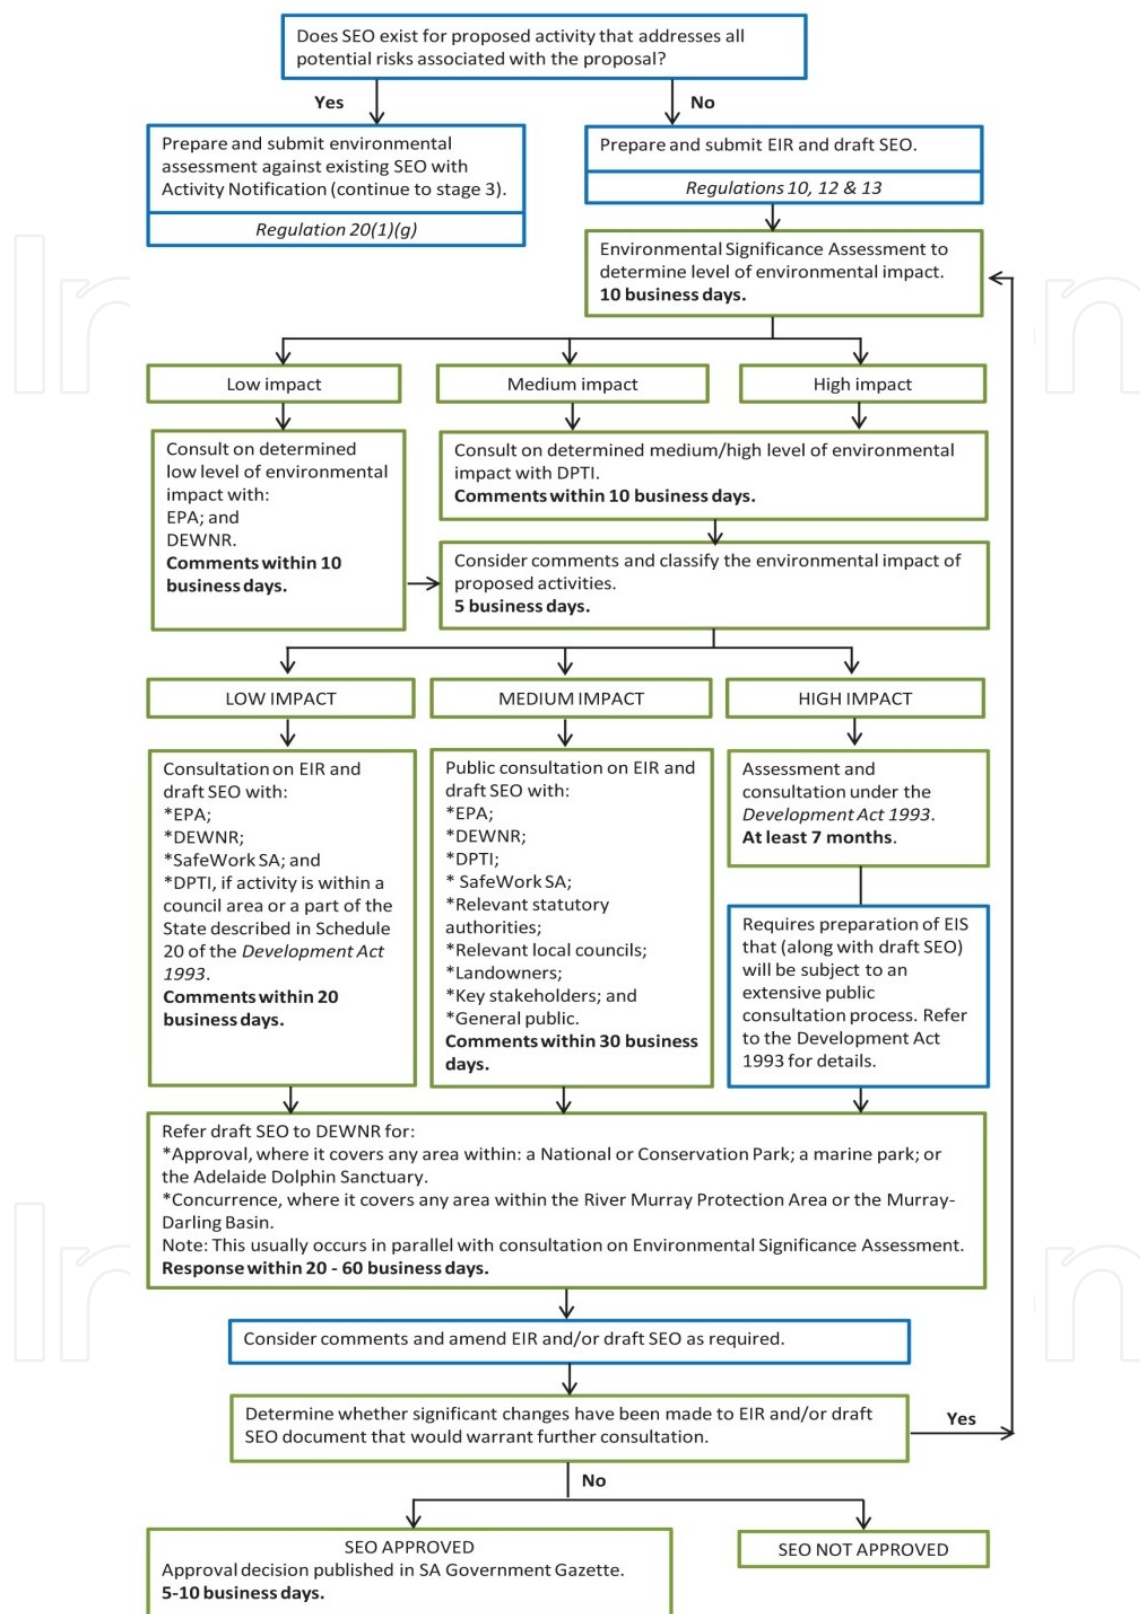 Does SEO exist for proposed activity that addresses all
potential risks associated with the proposal?
Yes
No
Prepare and submit environmental
assessment against existing SEO with
Activity Notification (continue to stage 3).
Regulation 20(1)(g)
Prepare and submit EIR and draft SEO.
Regulations 10, 12 & 13
Environmental Significance Assessment to
determine level of environmental impact.
10 business days.
Low impact
Medium impact
High impact
Consult on determined
low level of environmental
impact with:
EPA; and
DEWNR.
Comments within 10
business days.
Consult on determined medium/high level of environmental
impact with DPTI.
Comments within 10 business days.
Consider comments and classify the environmental impact of
proposed activities.
5 business days.
LOW IMPACT
MEDIUM IMPACT
HIGH IMPACT
Consultation on EIR and
draft SEO with:
*EPA;
*DEWNR;
*SafeWork SA; and
*DPTI, if activity is within a
council area or a part of the
State described in Schedule
20 of the Development Act
1993.
Comments within 20
business days.
Public consultation on EIR and
draft SEO with:
*EPA;
*DEWNR;
*DPTI;
* SafeWork SA;
*Relevant statutory
authorities;
*Relevant local councils;
*Landowners;
*Key stakeholders; and
*General public.
Comments within 30 business
days.
Assessment and
consultation under the
Development Act 1993.
At least 7 months.
Requires preparation of EIS
that (along with draft SEO)
will be subject to an
extensive public
consultation process. Refer
to the Development Act
1993 for details.
Refer draft SEO to DEWNR for:
*Approval, where it covers any area within: a National or Conservation Park; a marine park; or
the Adelaide Dolphin Sanctuary.
*Concurrence, where it covers any area within the River Murray Protection Area or the Murray-
Darling Basin.
Note: This usually occurs in parallel with consultation on Environmental Significance Assessment.
Response within 20 - 60 business days.
Consider comments and amend EIR and/or draft SEO as required.
Determine whether significant changes have been made to EIR and/or draft
SEO document that would warrant further consultation.
Yes
No
SEO APPROVED
Approval decision published in SA Government Gazette.
5-10 business days.
SEO NOT APPROVED